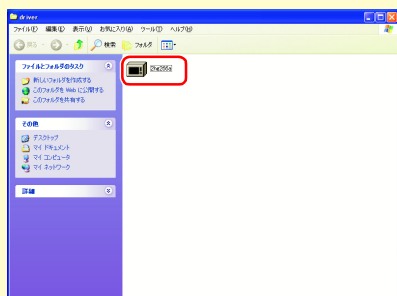 driver
ファイル(F) 編集(E) 表示(V) お気に入り(A) ツール(T) ヘルプ(H)
戻る 検索 フォルダ
ファイルとフォルダのタスク
新しいフォルダを作成する
このフォルダを Web に公開する
このフォルダを共有する
その他
デスクトップ
マイ ドキュメント
マイ コンピュータ
マイ ネットワーク
詳細